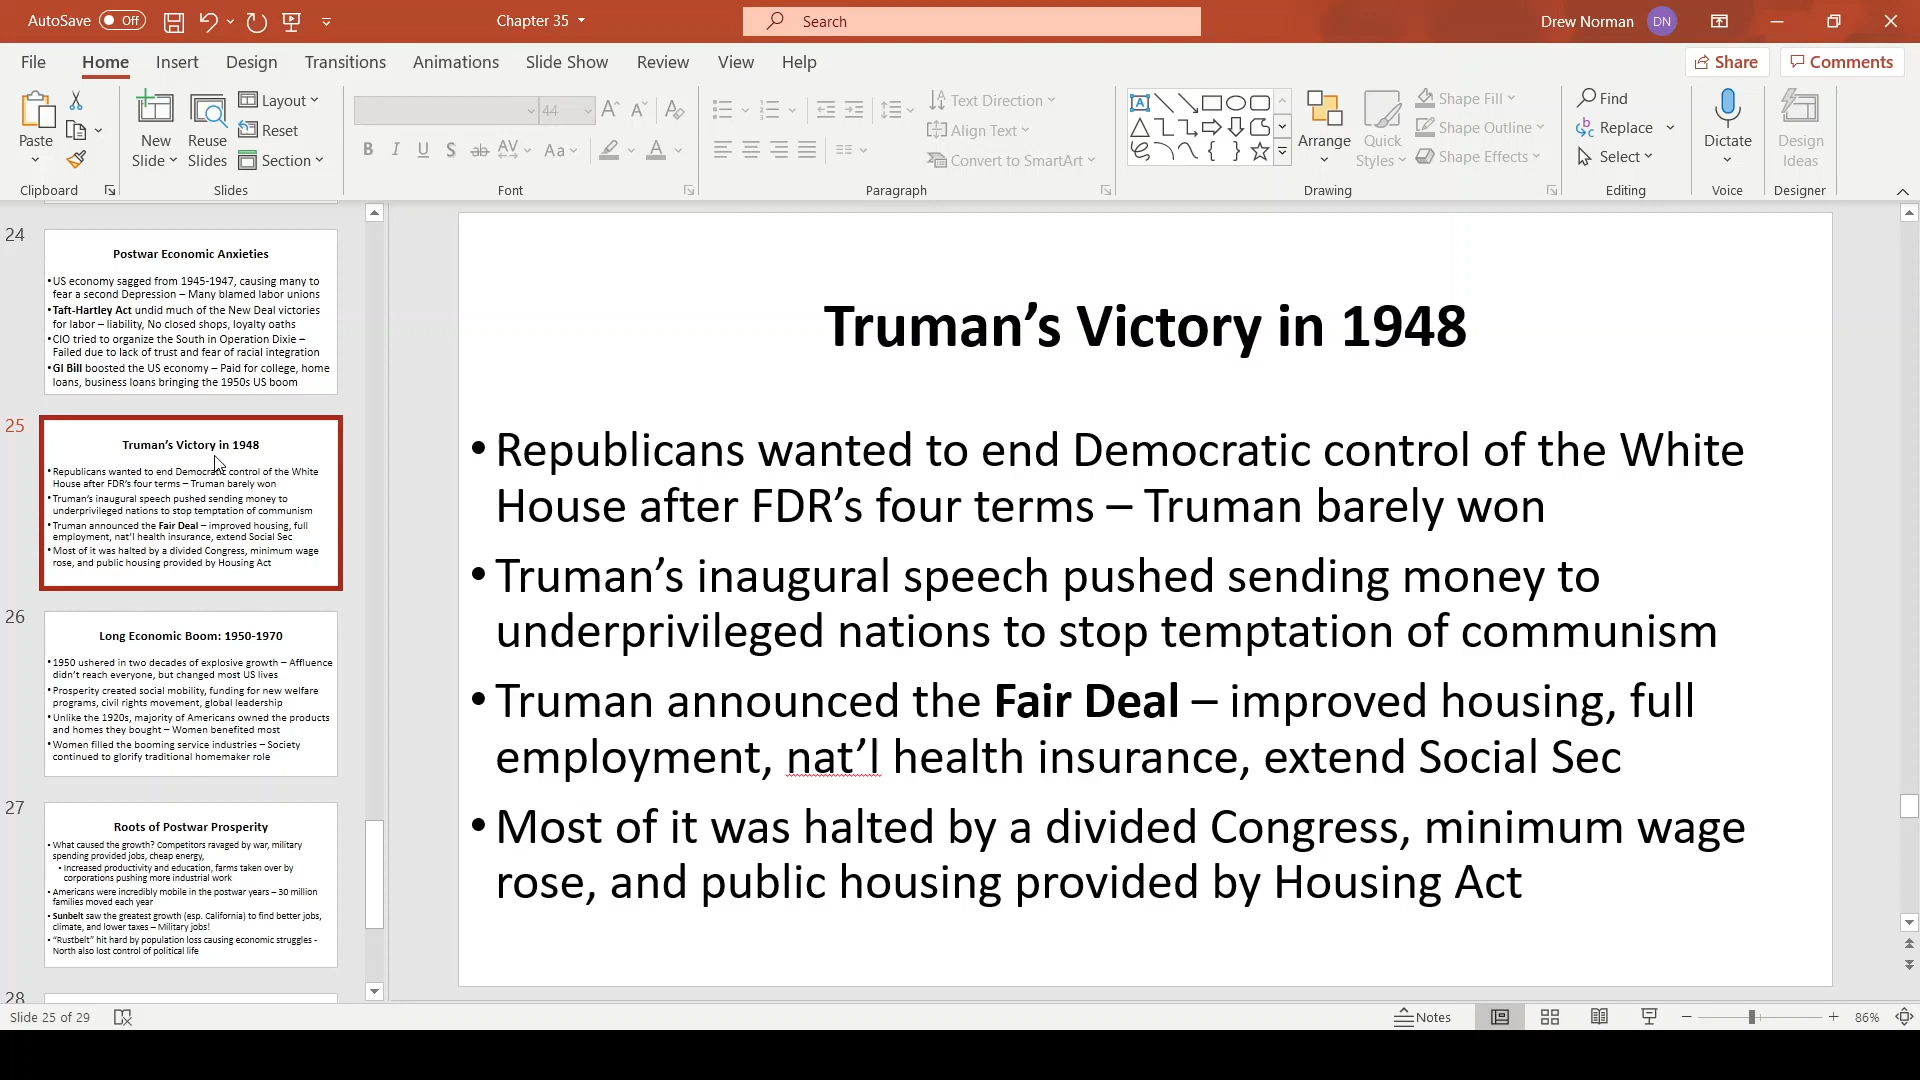 AutoSave Off
Chapter 35
Search
Drew Norman DN
File Home Insert Design Transitions Animations Slide Show Review View Help
Share Comments
Paste
New Slide
Reuse Slides
Layout
Reset
Section
44
B I U S ab AV Aa A
Text Direction
Align Text
Convert to SmartArt
Arrange
Quick Styles
Shape Fill
Shape Outline
Shape Effects
Find
Replace
Select
Dictate
Design Ideas
Clipboard Slides Font Paragraph Drawing Editing Voice Designer
24
Postwar Economic Anxieties
•US economy sagged from 1945-1947, causing many to
fear a second Depression – Many blamed labor unions
•Taft-Hartley Act undid much of the New Deal victories
for labor – liability, No closed shops, loyalty oaths
•CIO tried to organize the South in Operation Dixie –
Failed due to lack of trust and fear of racial integration
•GI Bill boosted the US economy – Paid for college, home
loans, business loans bringing the 1950s US boom
25
Truman’s Victory in 1948
•Republicans wanted to end Democratic control of the White
House after FDR’s four terms – Truman barely won
•Truman’s inaugural speech pushed sending money to
underprivileged nations to stop temptation of communism
•Truman announced the Fair Deal – improved housing, full
employment, nat’l health insurance, extend Social Sec
•Most of it was halted by a divided Congress, minimum wage
rose, and public housing provided by Housing Act
26
Long Economic Boom: 1950-1970
•1950 ushered in two decades of explosive growth – Affluence
didn’t reach everyone, but changed most US lives
•Prosperity created social mobility, funding for new welfare
programs, civil rights movement, global leadership
•Unlike the 1920s, majority of Americans owned the products
and homes they bought – Women benefited most
•Women filled the booming service industries – Society
continued to glorify traditional homemaker role
27
Roots of Postwar Prosperity
•What caused the growth? Competitors ravaged by war, military
spending provided jobs, cheap energy,
•Increased productivity and education, farms taken over by
corporations pushing more industrial work
•Americans were incredibly mobile in the postwar years – 30 million
families moved each year
•Sunbelt saw the greatest growth (esp. California) to find better jobs,
climate, and lower taxes – Military jobs!
•“Rustbelt” hit hard by population loss causing economic struggles -
North also lost control of political life
28
Truman’s Victory in 1948
•Republicans wanted to end Democratic control of the White
House after FDR’s four terms – Truman barely won
•Truman’s inaugural speech pushed sending money to
underprivileged nations to stop temptation of communism
•Truman announced the Fair Deal – improved housing, full
employment, nat’l health insurance, extend Social Sec
•Most of it was halted by a divided Congress, minimum wage
rose, and public housing provided by Housing Act
Slide 25 of 29
Notes
86%